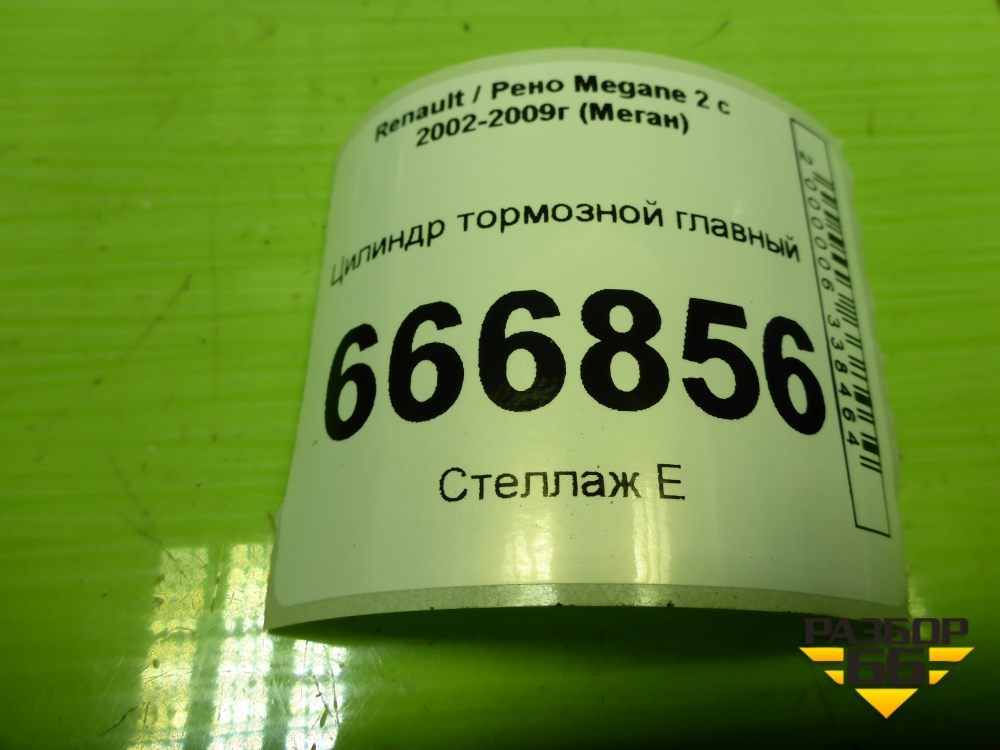 Renault / Рено Megane 2 с
2002-2009г (Меган)
Цилиндр тормозной главный
666856
Стеллаж Е
2000006338464
РАЗБОР
66